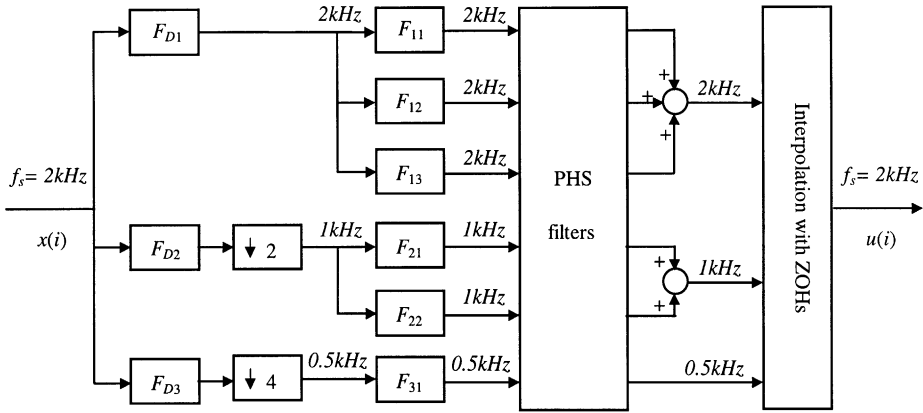 F_D1
2kHz
F_11
2kHz
F_12
2kHz
F_13
2kHz
f_s= 2kHz
x(i)
F_D2
↓ 2
1kHz
F_21
1kHz
F_22
1kHz
F_D3
↓ 4
0.5kHz
F_31
0.5kHz
PHS
filters
+
+
+
2kHz
+
+
1kHz
0.5kHz
Interpolation with ZOHs
f_s= 2kHz
u(i)